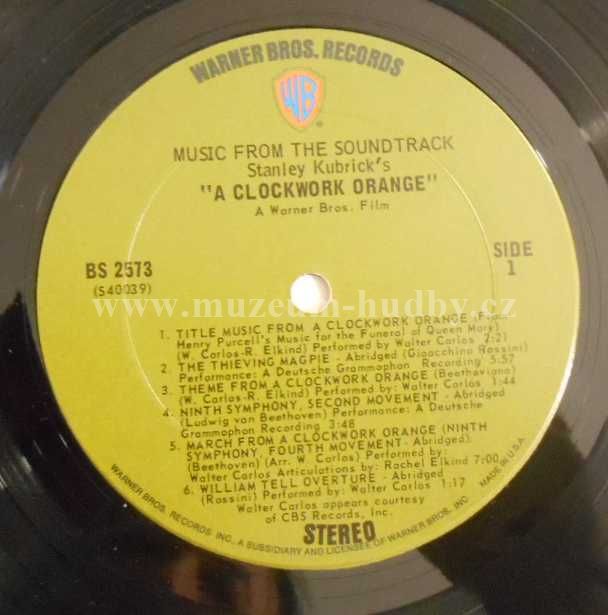 WARNER BROS. RECORDS
WB
MUSIC FROM THE SOUNDTRACK
Stanley Kubrick's
"A CLOCKWORK ORANGE"
A Warner Bros. Film
BS 2573
(S40039)
SIDE
1
www.muzeum-hudby.cz
1. TITLE MUSIC FROM A CLOCKWORK ORANGE (From
Henry Purcell's Music for the Funeral of Queen Mary)
(W. Carlos-R. Elkind) Performed by Walter Carlos 2:21
2. THE THIEVING MAGPIE - Abridged (Gioacchino Rossini)
Performance: A Deutsche Grammophon Recording 5:57
3. THEME FROM A CLOCKWORK ORANGE (Beethoviana)
(W. Carlos-R. Elkind) Performed by: Walter Carlos 1:44
4. NINTH SYMPHONY, SECOND MOVEMENT - Abridged
(Ludwig van Beethoven) Performance: A Deutsche
Grammophon Recording 3:48
5. MARCH FROM A CLOCKWORK ORANGE (NINTH
SYMPHONY, FOURTH MOVEMENT- Abridged)
(Beethoven) (Arr. W. Carlos) Performed by:
Walter Carlos Articulations by: Rachel Elkind 7:00
6. WILLIAM TELL OVERTURE - Abridged
(Rossini) Performed by: Walter Carlos 1:17
Walter Carlos appears courtesy
of CBS Records, Inc.
STEREO
WARNER BROS. RECORDS INC., A SUBSIDIARY AND LICENSEE OF WARNER BROS. INC. MADE IN U.S.A.